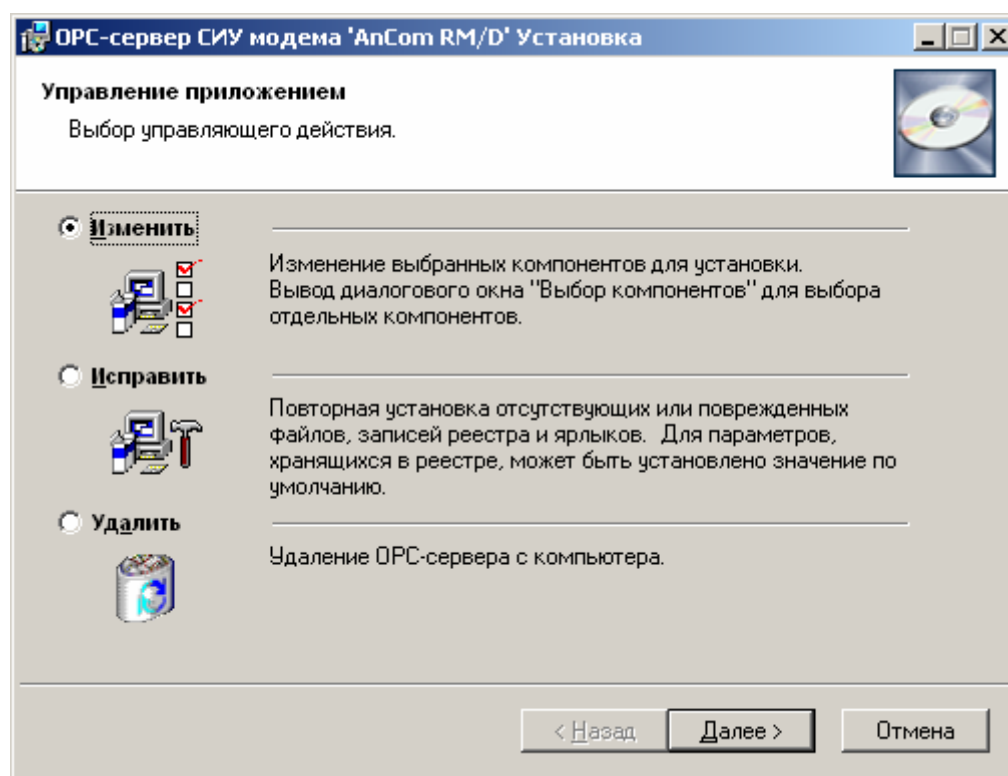 OPC-сервер СИУ модема 'AnCom RM/D' Установка
Управление приложением
Выбор управляющего действия.
Изменить
Изменение выбранных компонентов для установки.
Вывод диалогового окна "Выбор компонентов" для выбора
отдельных компонентов.
Исправить
Повторная установка отсутствующих или поврежденных
файлов, записей реестра и ярлыков. Для параметров,
хранящихся в реестре, может быть установлено значение по
умолчанию.
Удалить
Удаление OPC-сервера с компьютера.
< Назад
Далее >
Отмена